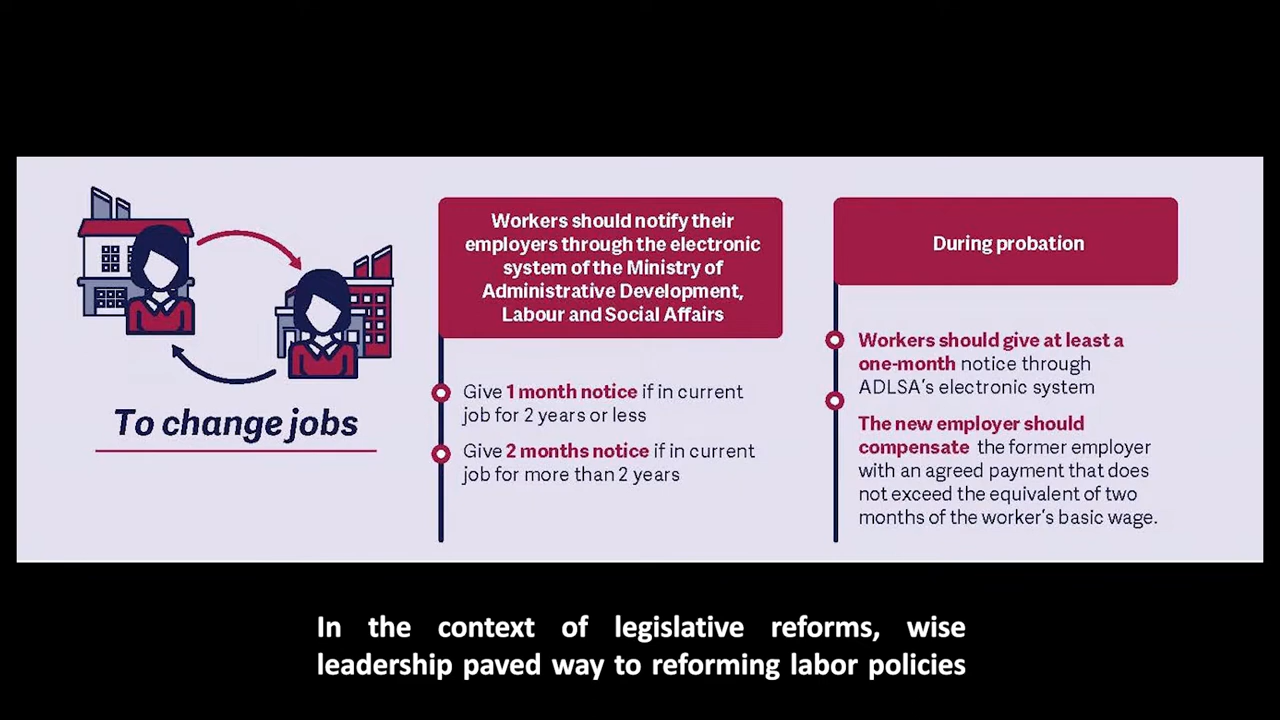 To change jobs
Workers should notify their
employers through the electronic
system of the Ministry of
Administrative Development,
Labour and Social Affairs
Give 1 month notice if in current
job for 2 years or less
Give 2 months notice if in current
job for more than 2 years
During probation
Workers should give at least a
one-month notice through
ADLSA's electronic system
The new employer should
compensate the former employer
with an agreed payment that does
not exceed the equivalent of two
months of the worker's basic wage.
In the context of legislative reforms, wise
leadership paved way to reforming labor policies